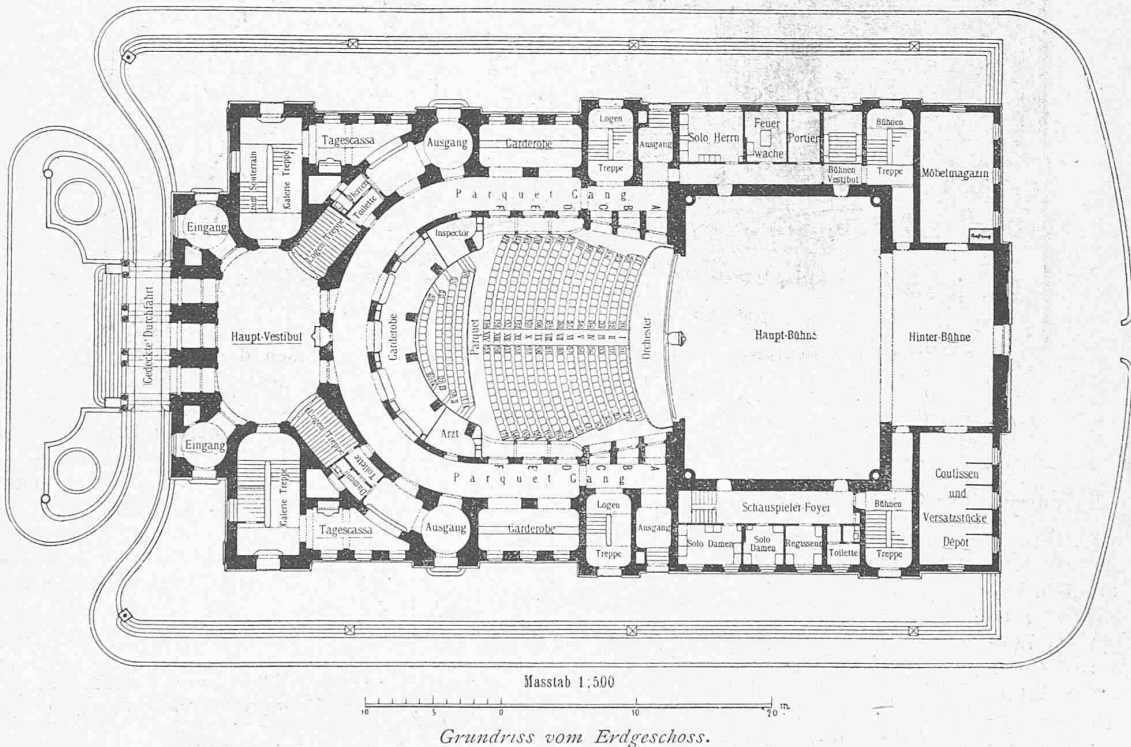 Tagescassa
Ausgang
Garderobe
Logen
Treppe
Ausgang
Solo Herrn
Feuer
wache
Portier
Bühnen
Vestibul
Bühnen
Treppe
Möbelmagazin
zum Souterrain
Galerie Treppe
Herren
Toilette
Logen Treppe
Parquet Gang
F E D C B A
Eingang
Inspector
Gedeckte Durchfahrt
Haupt-Vestibul
Garderobe
Parquet
Orchester
Haupt-Bühne
Hinter-Bühne
Eingang
Arzt
Logen Treppe
Damen
Toilette
F E D C B A
Parquet Gang
Galerie Treppe
Tagescassa
Ausgang
Garderobe
Logen
Treppe
Ausgang
Schauspieler-Foyer
Solo Damen
Solo
Damen
Regisseur
Toilette
Bühnen
Treppe
Coulissen
und
Versatzstücke
Dépôt
Masstab 1:500
10 5 0 10 20 m.
Grundriss vom Erdgeschoss.